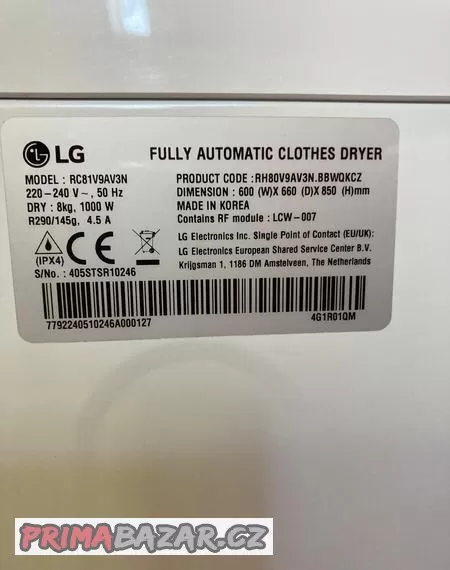 LG FULLY AUTOMATIC CLOTHES DRYER
MODEL : RC81V9AV3N
220-240 V~, 50 Hz
DRY : 8kg, 1000 W
R290/145g, 4.5 A
PRODUCT CODE : RH80V9AV3N.BBWQKCZ
DIMENSION : 600 (W)X 660 (D)X 850 (H)mm
MADE IN KOREA
Contains RF module : LCW-007
LG Electronics Inc. Single Point of Contact (EU/UK):
LG Electronics European Shared Service Center B.V.
Krijgsman 1, 1186 DM Amstelveen, The Netherlands
(IPX4) CE
S/No. : 405STSR10246
7792240510246A000127
4G1R01QM
PRIMABAZAR.CZ